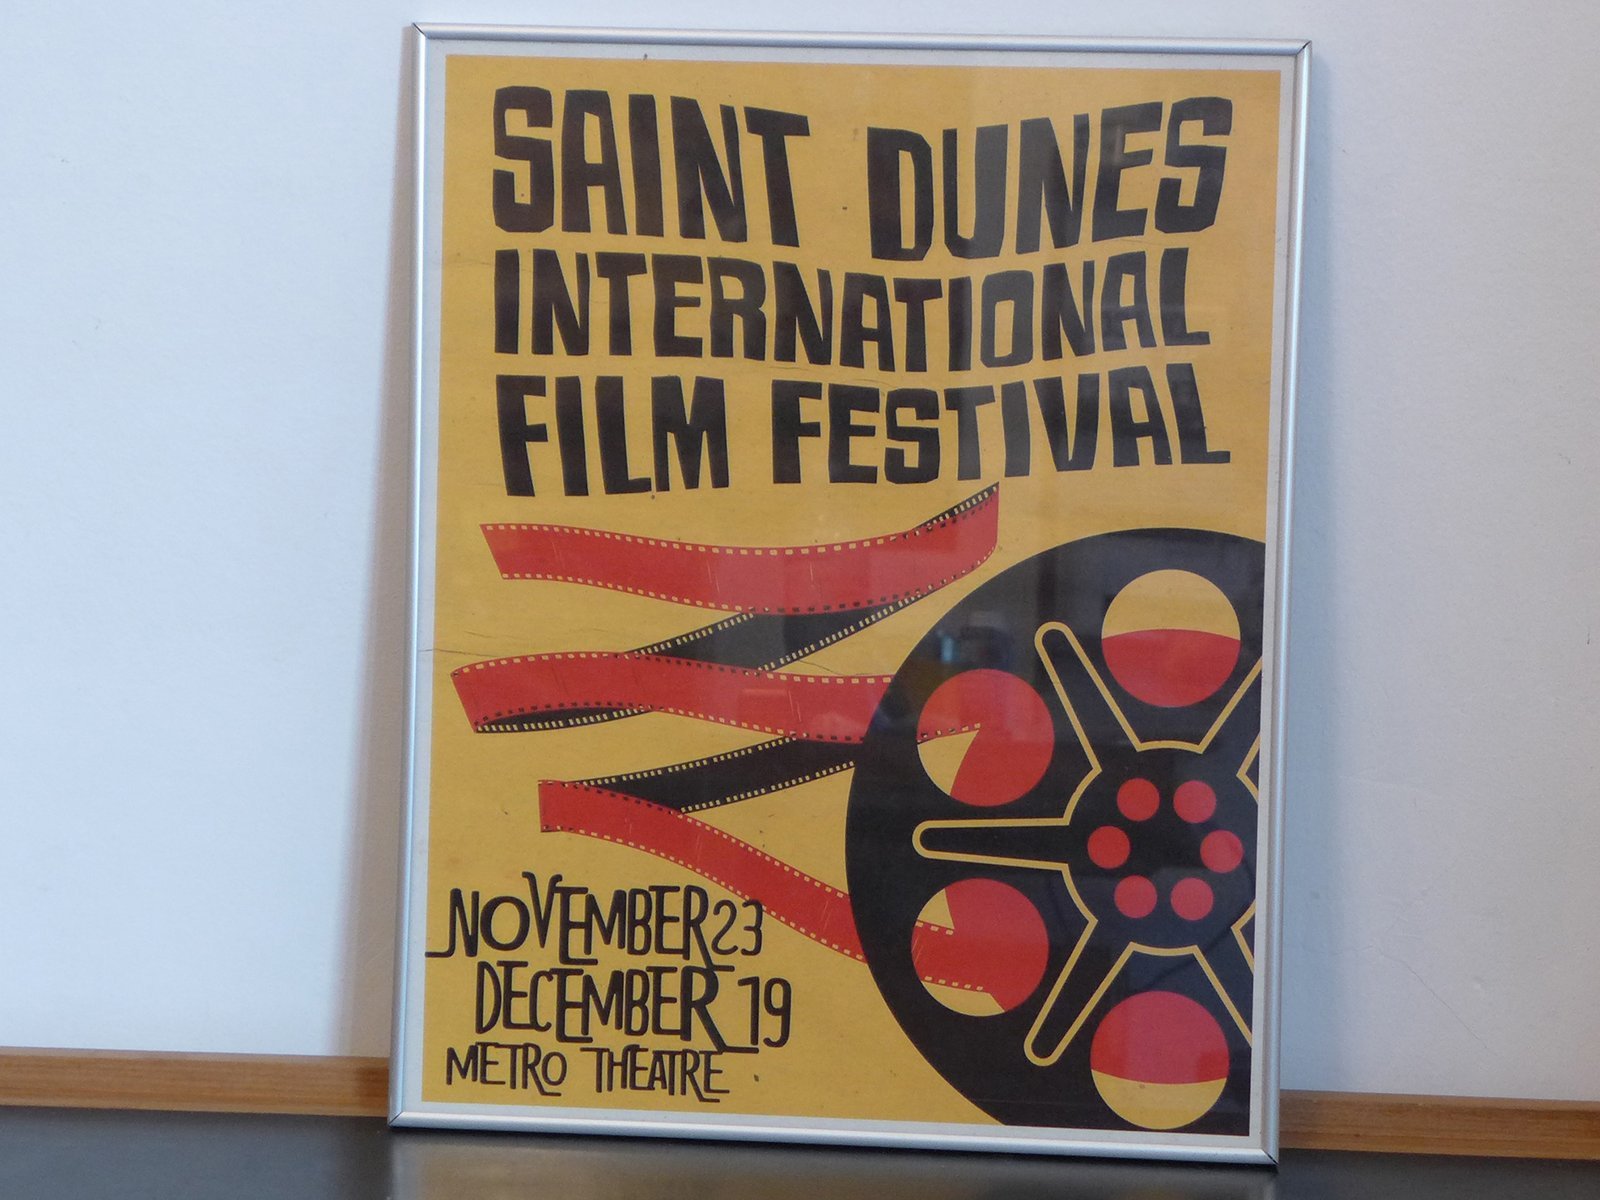 SAINT DUNES
INTERNATIONAL
FILM FESTIVAL
NOVEMBER 23
DECEMBER 19
METRO THEATRE